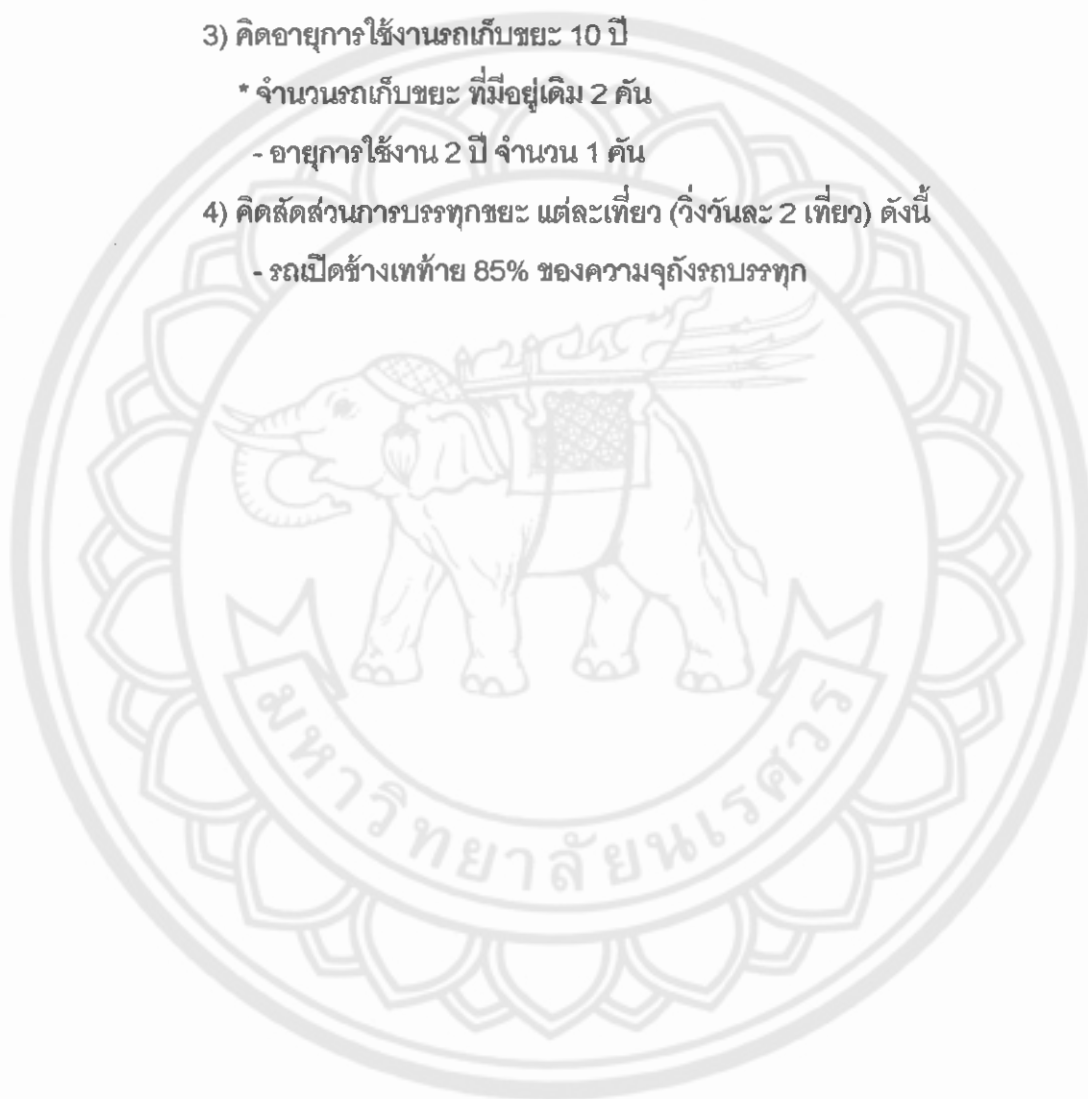 3) คิดอายุการใช้งานรถเก็บขยะ 10 ปี
* จำนวนรถเก็บขยะ ที่มีอยู่เดิม 2 คัน
- อายุการใช้งาน 2 ปี จำนวน 1 คัน
4) คิดสัดส่วนการบรรทุกขยะ แต่ละเที่ยว (วิ่งวันละ 2 เที่ยว) ดังนี้
- รถเปิดข้างเทท้าย 85% ของความจุถังรถบรรทุก
มหาวิทยาลัยนเรศวร